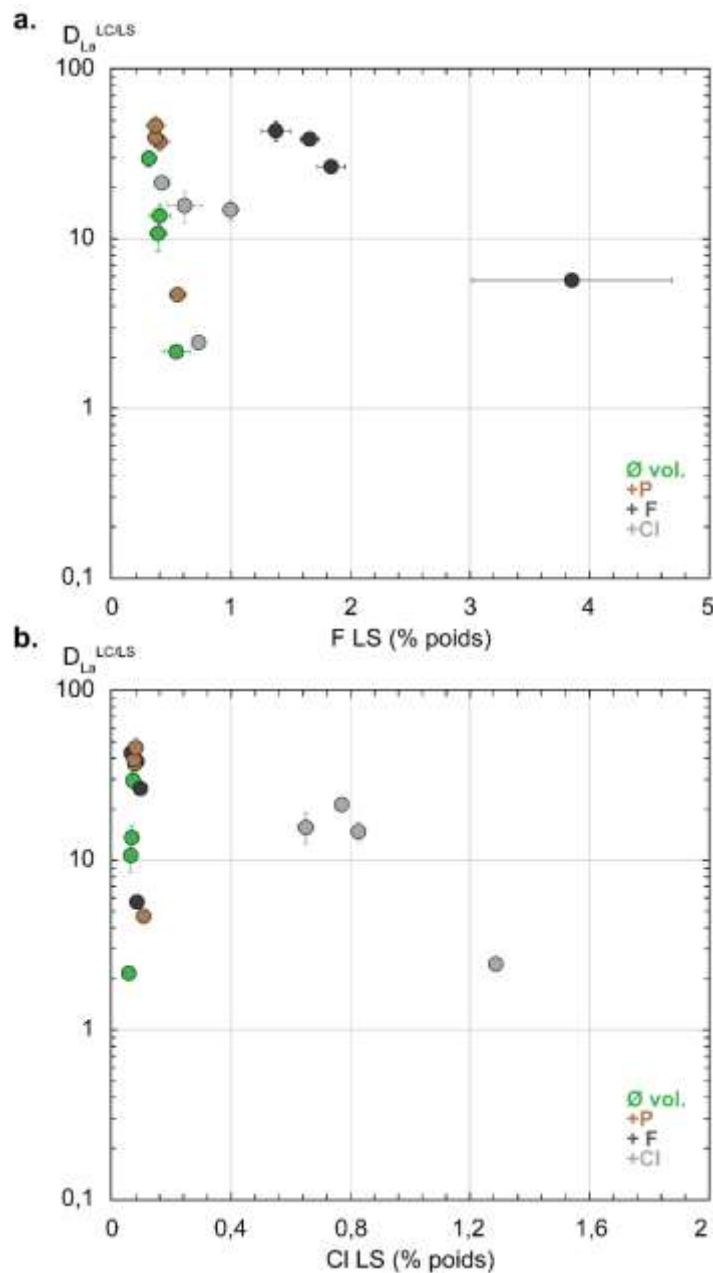 a.
D La LC/LS
100
10
1
0,1
0 1 2 3 4 5
F LS (% poids)
Ø vol.
+P
+ F
+Cl
b.
D La LC/LS
100
10
1
0,1
0 0,4 0,8 1,2 1,6 2
Cl LS (% poids)
Ø vol.
+P
+ F
+Cl